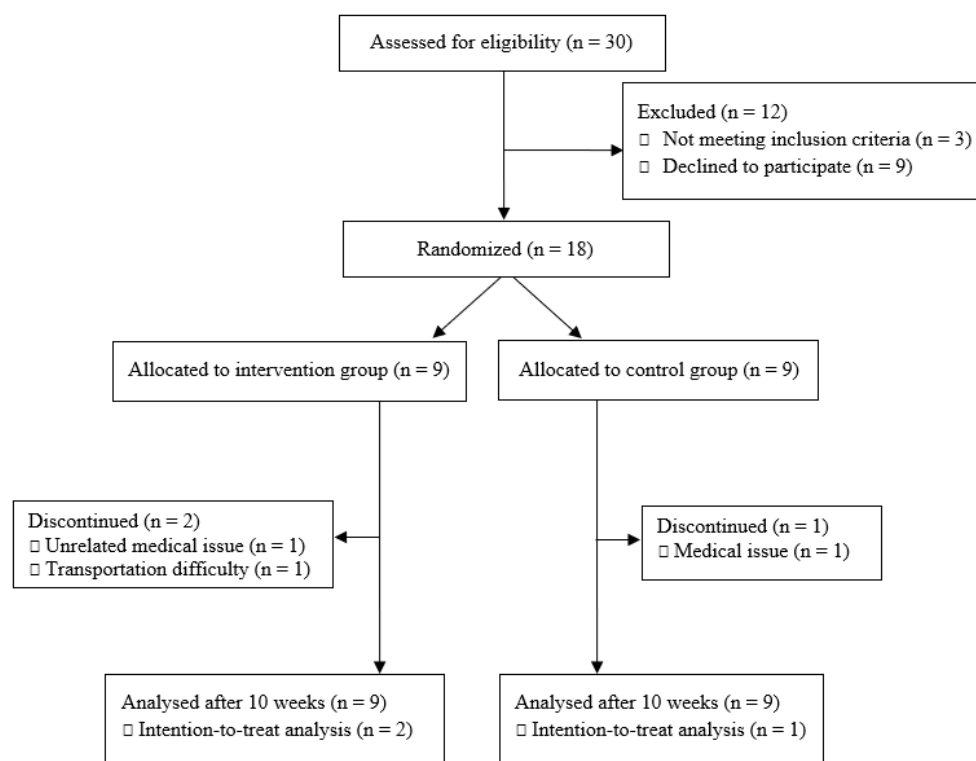 Assessed for eligibility (n = 30)
Excluded (n = 12)
▯ Not meeting inclusion criteria (n = 3)
▯ Declined to participate (n = 9)
Randomized (n = 18)
Allocated to intervention group (n = 9)
Allocated to control group (n = 9)
Discontinued (n = 2)
▯ Unrelated medical issue (n = 1)
▯ Transportation difficulty (n = 1)
Discontinued (n = 1)
▯ Medical issue (n = 1)
Analysed after 10 weeks (n = 9)
▯ Intention-to-treat analysis (n = 2)
Analysed after 10 weeks (n = 9)
▯ Intention-to-treat analysis (n = 1)